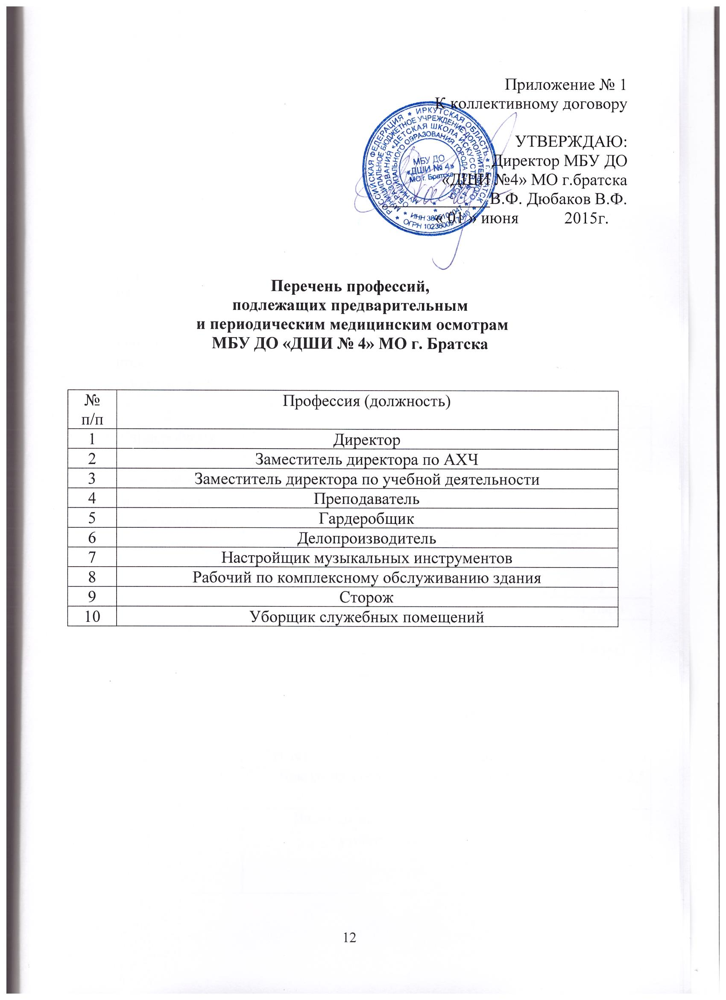 Приложение № 1
К коллективному договору
УТВЕРЖДАЮ:
Директор МБУ ДО
«ДШИ №4» МО г.братска
В.Ф. Дюбаков В.Ф.
« 01 » июня 2015г.
РОССИЙСКАЯ ФЕДЕРАЦИЯ * ИРКУТСКАЯ ОБЛАСТЬ * г. БРАТСК *
МУНИЦИПАЛЬНОЕ БЮДЖЕТНОЕ УЧРЕЖДЕНИЕ ДОПОЛНИТЕЛЬНОГО
ОБРАЗОВАНИЯ «ДЕТСКАЯ ШКОЛА ИСКУССТВ № 4»
МУНИЦИПАЛЬНОГО ОБРАЗОВАНИЯ ГОРОДА БРАТСКА
МБУ ДО
«ДШИ № 4»
МО г. Братска
* ИНН 3805104047 *
ОГРН
Перечень профессий,
подлежащих предварительным
и периодическим медицинским осмотрам
МБУ ДО «ДШИ № 4» МО г. Братска
№ Профессия (должность)
п/п
1 Директор
2 Заместитель директора по АХЧ
3 Заместитель директора по учебной деятельности
4 Преподаватель
5 Гардеробщик
6 Делопроизводитель
7 Настройщик музыкальных инструментов
8 Рабочий по комплексному обслуживанию здания
9 Сторож
10 Уборщик служебных помещений
12